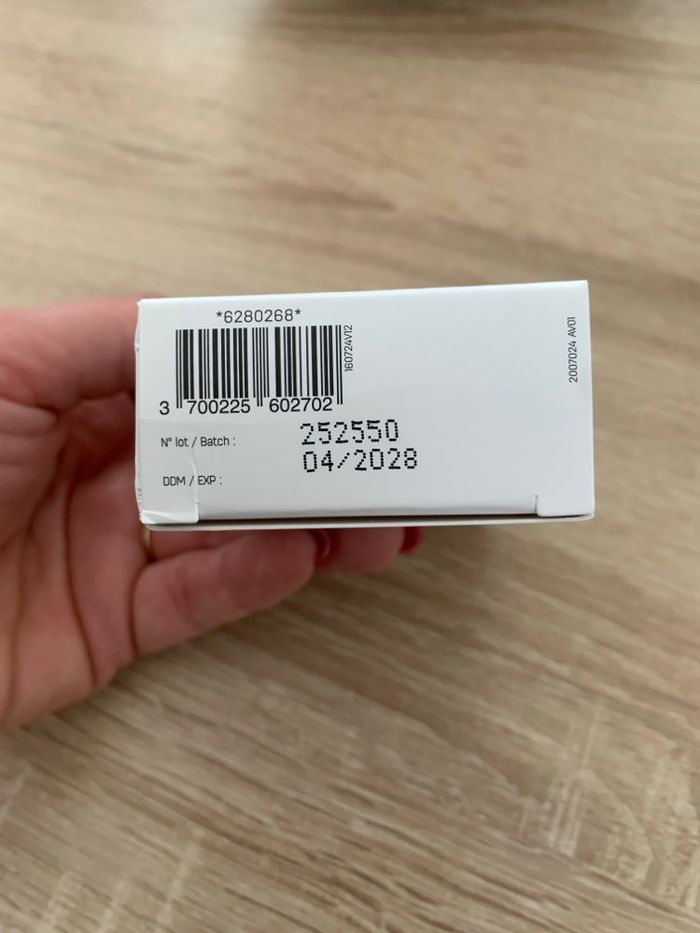 *6280268*
160724V12
2007024 AV01
3 700225 602702
N° lot / Batch :
252550
04/2028
DDM / EXP :